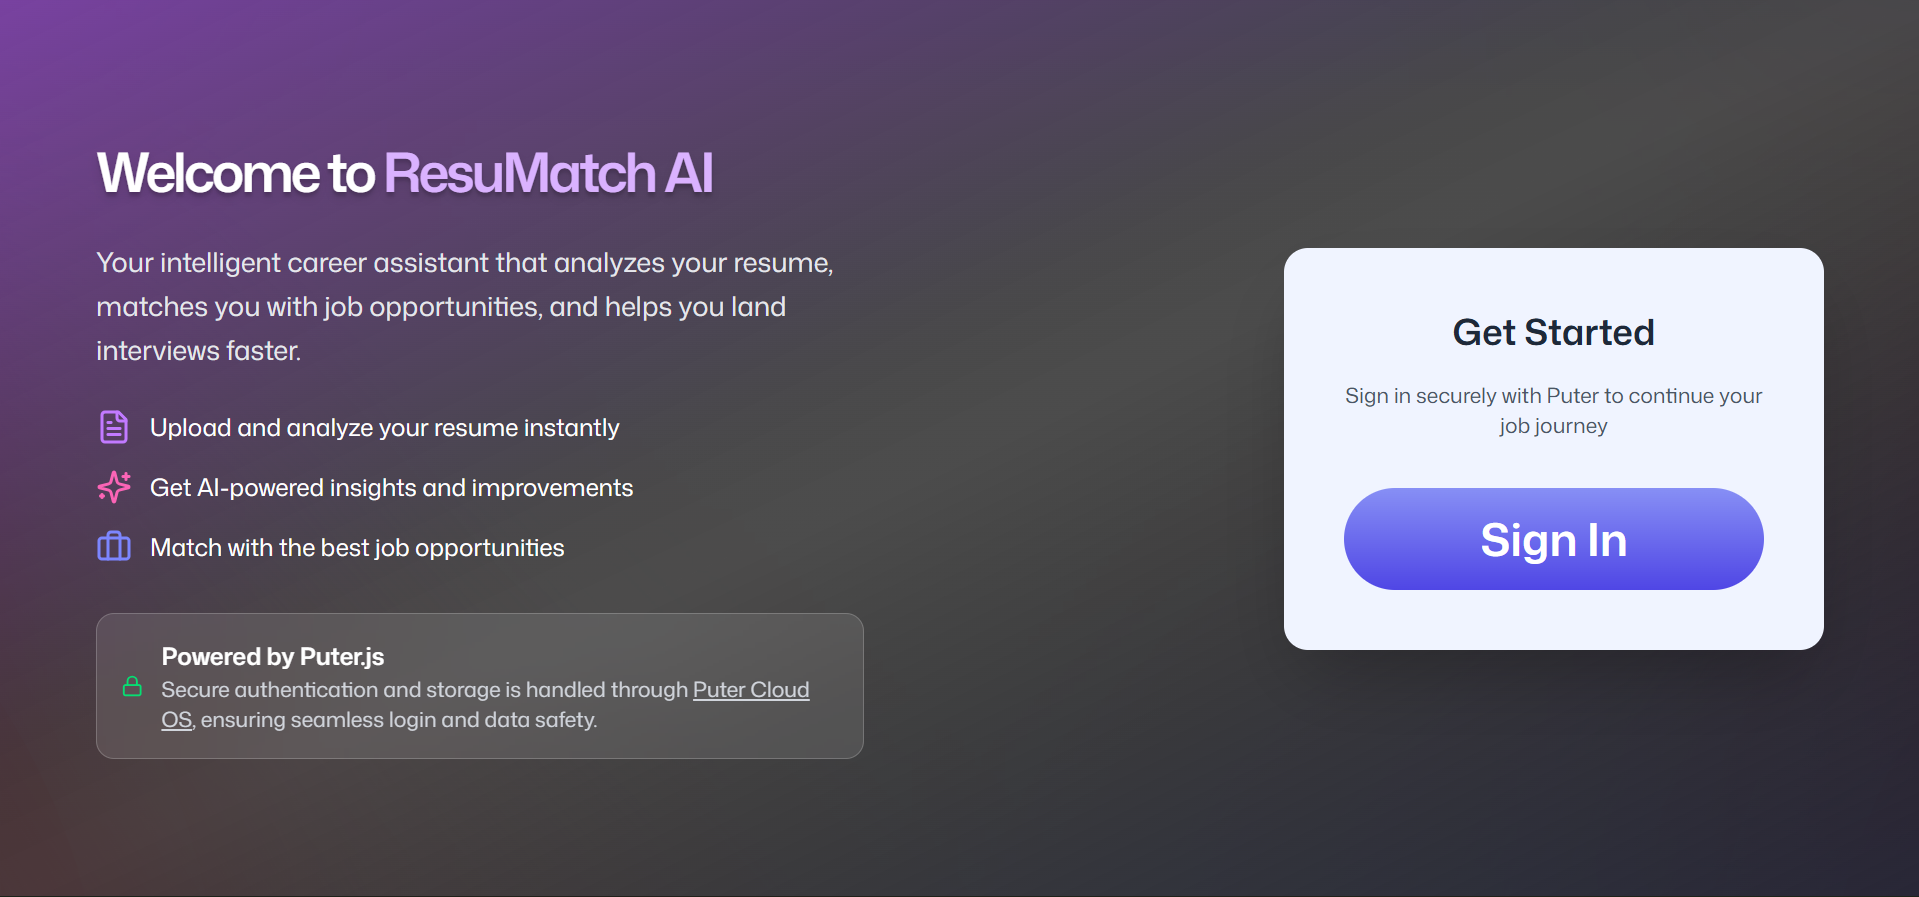 Welcome to ResuMatch AI
Your intelligent career assistant that analyzes your resume,
matches you with job opportunities, and helps you land
interviews faster.
Upload and analyze your resume instantly
Get AI-powered insights and improvements
Match with the best job opportunities
Powered by Puter.js
Secure authentication and storage is handled through Puter Cloud
OS, ensuring seamless login and data safety.
Get Started
Sign in securely with Puter to continue your
job journey
Sign In